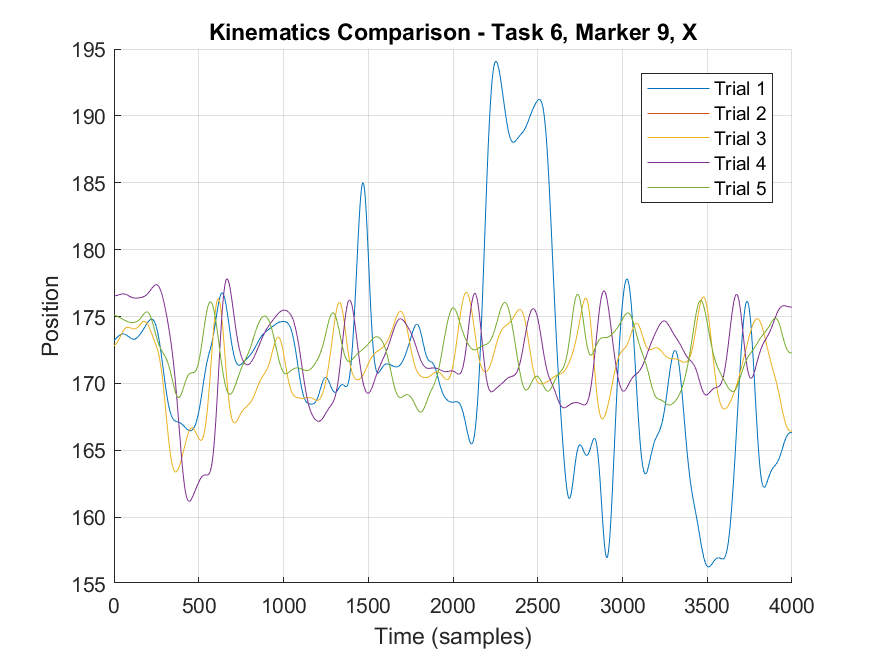 Kinematics Comparison - Task 6, Marker 9, X
195
190
185
180
175
170
165
160
155
Position
Trial 1
Trial 2
Trial 3
Trial 4
Trial 5
0 500 1000 1500 2000 2500 3000 3500 4000
Time (samples)